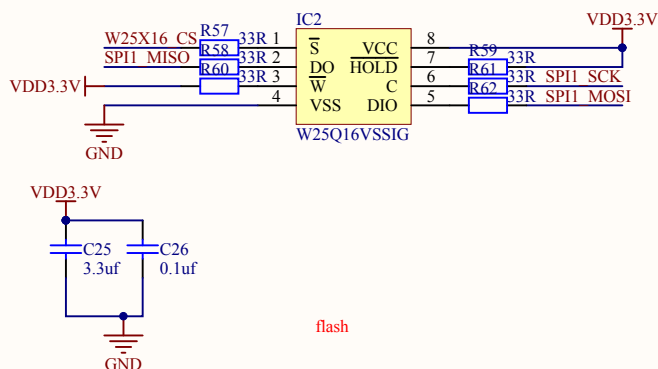 IC2
VDD3.3V
W25X16_CS
R57
33R
1
S
VCC
8
SPI1_MISO
R58
33R
2
DO
HOLD
7
R59
33R
VDD3.3V
R60
33R
3
W
C
6
R61
33R
SPI1_SCK
4
VSS
DIO
5
R62
33R
SPI1_MOSI
GND
W25Q16VSSIG
VDD3.3V
C25
3.3uf
C26
0.1uf
flash
GND